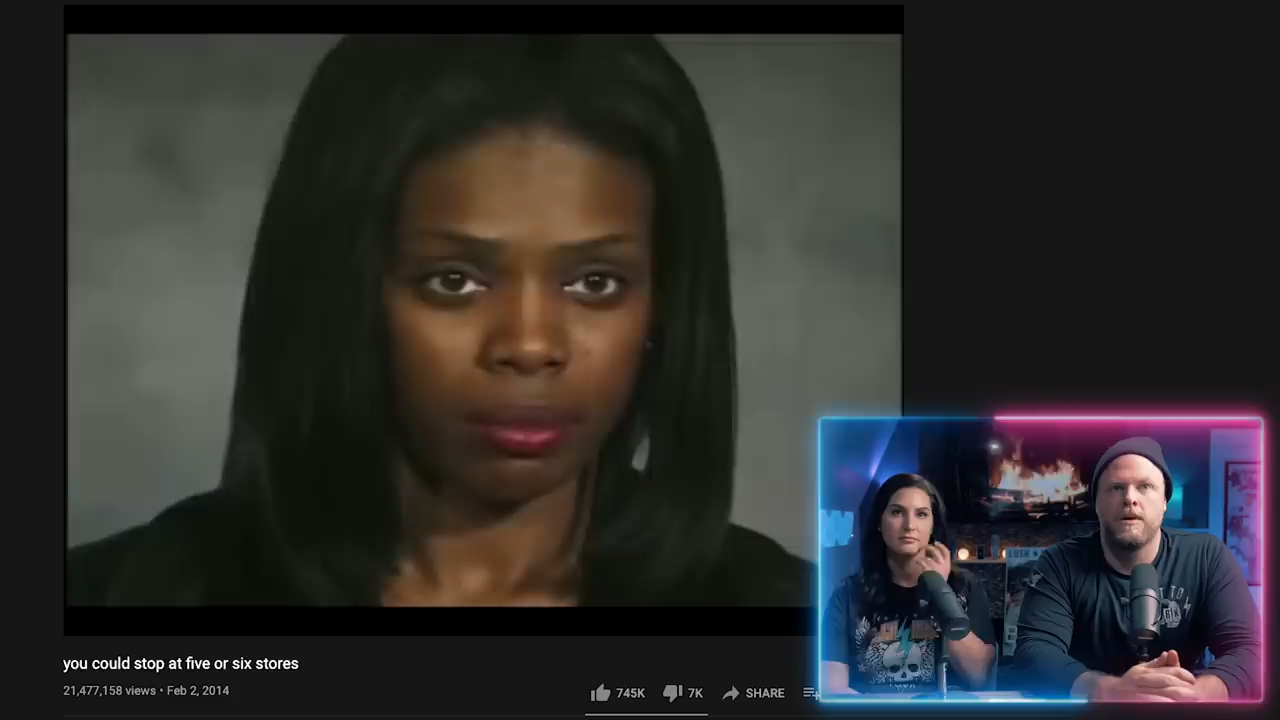 you could stop at five or six stores
21,477,158 views • Feb 2, 2014
745K
7K
SHARE